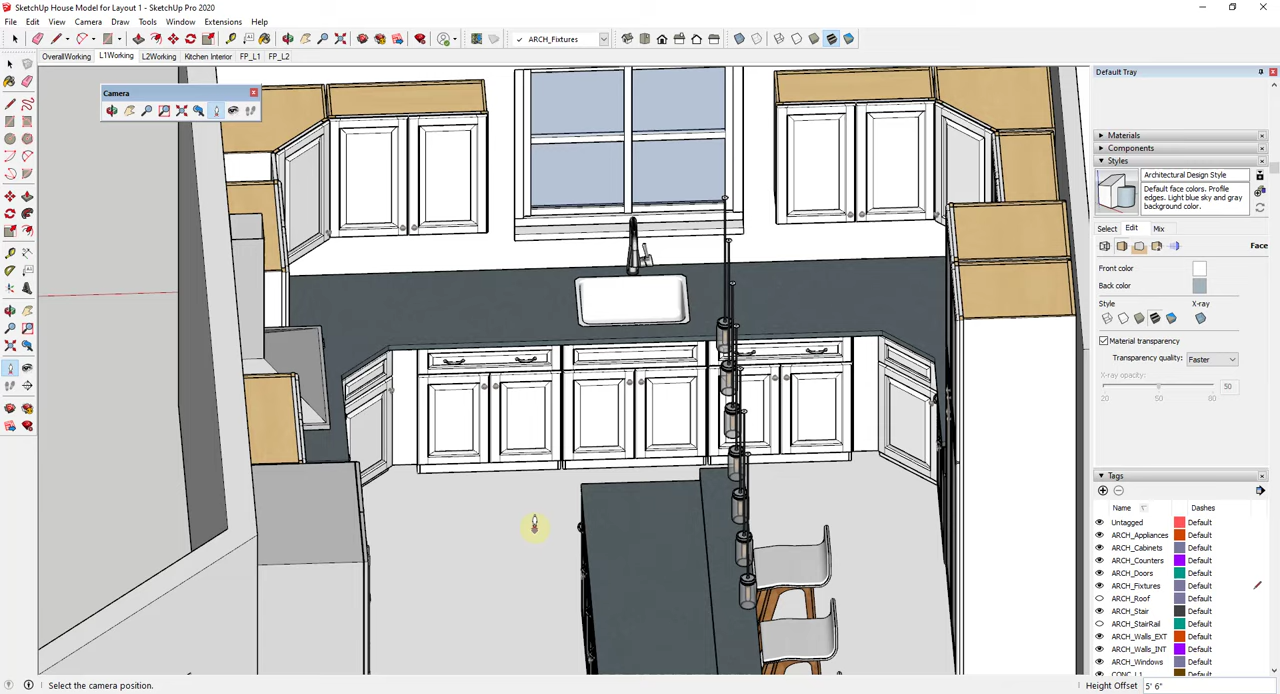 SketchUp House Model for Layout 1 - SketchUp Pro 2020
File Edit View Camera Draw Tools Window Extensions Help
ARCH_Fixtures
OverallWorking L1Working L2Working Kitchen Interior FP_L1 FP_L2
Camera
Default Tray
Materials
Components
Styles
Architectural Design Style
Default face colors. Profile
edges. Light blue sky and gray
background color.
Select Edit Mix
Face
Front color
Back color
Style X-ray
Material transparency
Transparency quality: Faster
X-ray opacity: 50
20 50 80
Tags
Name Dashes
Untagged Default
ARCH_Appliances Default
ARCH_Cabinets Default
ARCH_Counters Default
ARCH_Doors Default
ARCH_Fixtures Default
ARCH_Roof Default
ARCH_Stair Default
ARCH_StairRail Default
ARCH_Walls_EXT Default
ARCH_Walls_INT Default
ARCH_Windows Default
CONC_L1
Select the camera position.
Height Offset 5' 6"